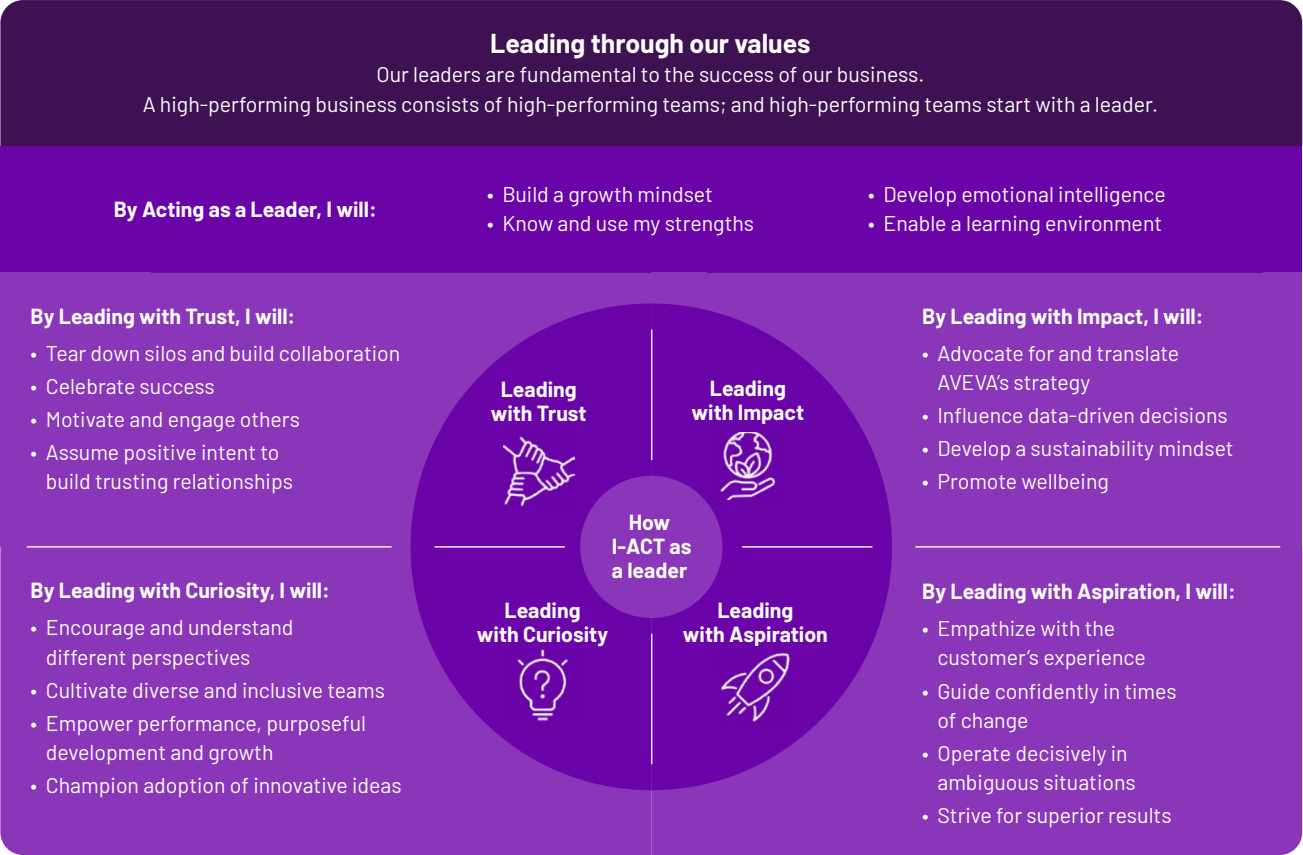 Leading through our values
Our leaders are fundamental to the success of our business.
A high-performing business consists of high-performing teams; and high-performing teams start with a leader.
By Acting as a Leader, I will:
• Build a growth mindset
• Know and use my strengths
• Develop emotional intelligence
• Enable a learning environment
By Leading with Trust, I will:
• Tear down silos and build collaboration
• Celebrate success
• Motivate and engage others
• Assume positive intent to
build trusting relationships
Leading
with Trust
Leading
with Impact
How
I-ACT as
a leader
Leading
with Curiosity
Leading
with Aspiration
By Leading with Impact, I will:
• Advocate for and translate
AVEVA's strategy
• Influence data-driven decisions
• Develop a sustainability mindset
• Promote wellbeing
By Leading with Curiosity, I will:
• Encourage and understand
different perspectives
• Cultivate diverse and inclusive teams
• Empower performance, purposeful
development and growth
• Champion adoption of innovative ideas
By Leading with Aspiration, I will:
• Empathize with the
customer's experience
• Guide confidently in times
of change
• Operate decisively in
ambiguous situations
• Strive for superior results